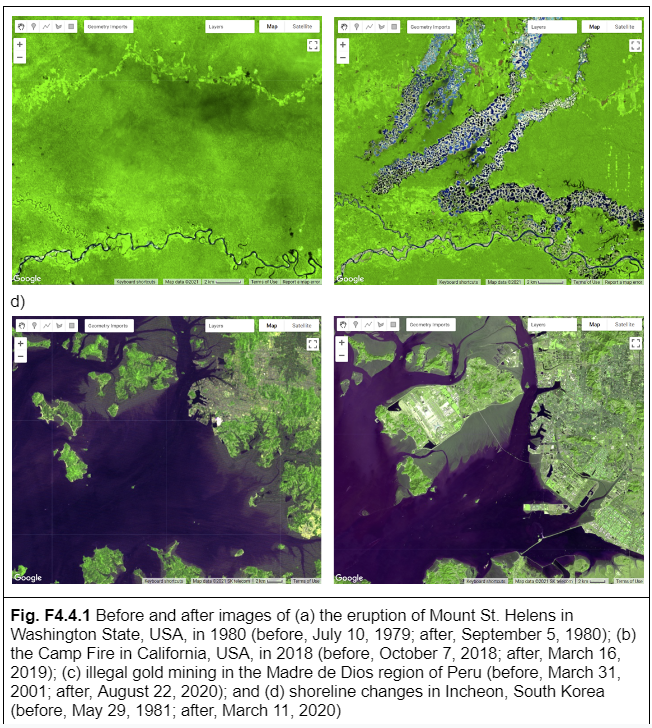 Geometry Imports Layers Map Satellite
+
−
Google Keyboard shortcuts Map data ©2021 2 km Terms of Use Report a map error
Geometry Imports Layers Map Satellite
+
−
Google Keyboard shortcuts Map data ©2021 2 km Terms of Use Report a map error
d)
Geometry Imports Layers Map Satellite
+
−
Google Keyboard shortcuts Map data ©2021 SK telecom 2 km Terms of Use
Geometry Imports Layers Map Satellite
+
−
Google Keyboard shortcuts Map data ©2021 SK telecom 2 km Terms of Use
Fig. F4.4.1 Before and after images of (a) the eruption of Mount St. Helens in
Washington State, USA, in 1980 (before, July 10, 1979; after, September 5, 1980); (b)
the Camp Fire in California, USA, in 2018 (before, October 7, 2018; after, March 16,
2019); (c) illegal gold mining in the Madre de Dios region of Peru (before, March 31,
2001; after, August 22, 2020); and (d) shoreline changes in Incheon, South Korea
(before, May 29, 1981; after, March 11, 2020)